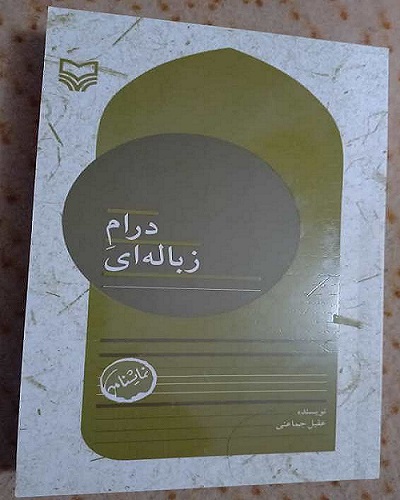 درامِ
زباله‌ای
نمایشنامه
نویسنده
عقیل جماعتی